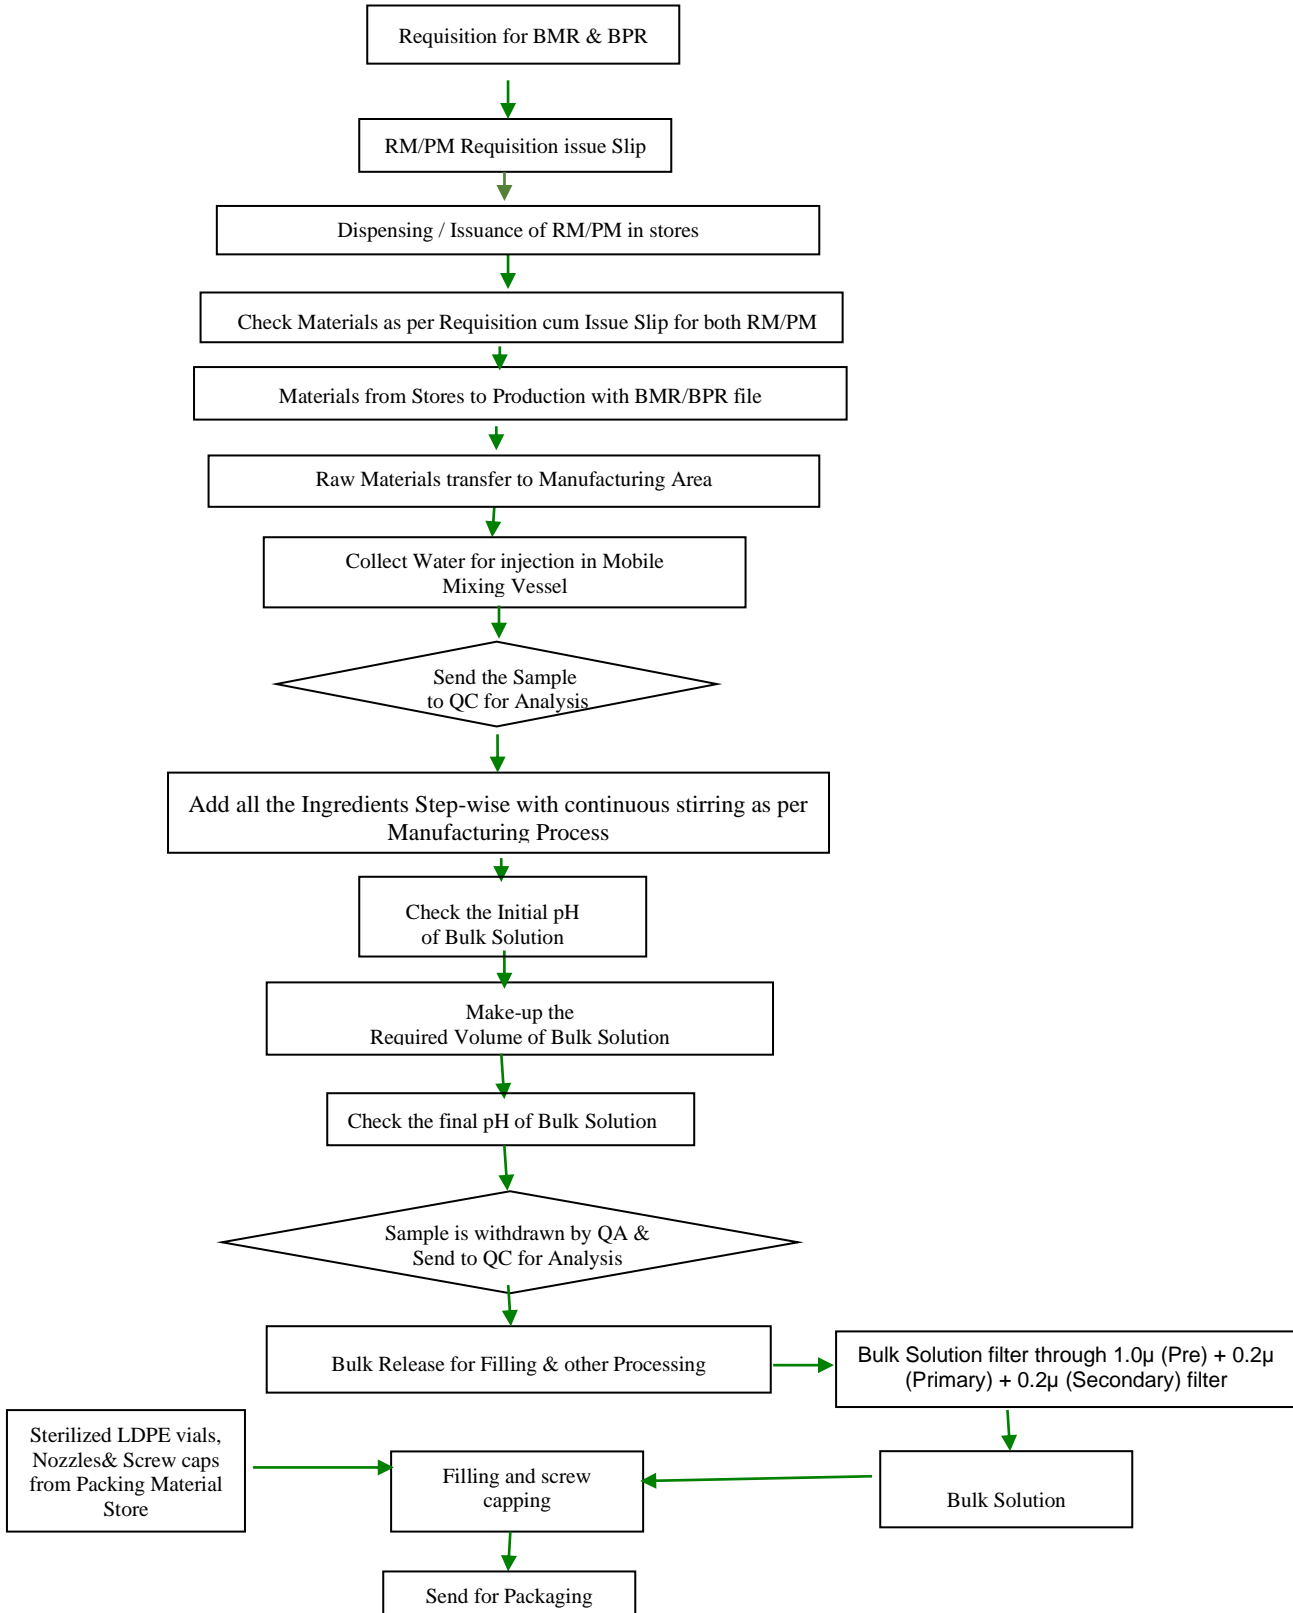 Requisition for BMR & BPR
RM/PM Requisition issue Slip
Dispensing / Issuance of RM/PM in stores
Check Materials as per Requisition cum Issue Slip for both RM/PM
Materials from Stores to Production with BMR/BPR file
Raw Materials transfer to Manufacturing Area
Collect Water for injection in Mobile
Mixing Vessel
Send the Sample
to QC for Analysis
Add all the Ingredients Step-wise with continuous stirring as per
Manufacturing Process
Check the Initial pH
of Bulk Solution
Make-up the
Required Volume of Bulk Solution
Check the final pH of Bulk Solution
Sample is withdrawn by QA &
Send to QC for Analysis
Bulk Release for Filling & other Processing
Bulk Solution filter through 1.0µ (Pre) + 0.2µ
(Primary) + 0.2µ (Secondary) filter
Sterilized LDPE vials,
Nozzles& Screw caps
from Packing Material
Store
Filling and screw
capping
Bulk Solution
Send for Packaging